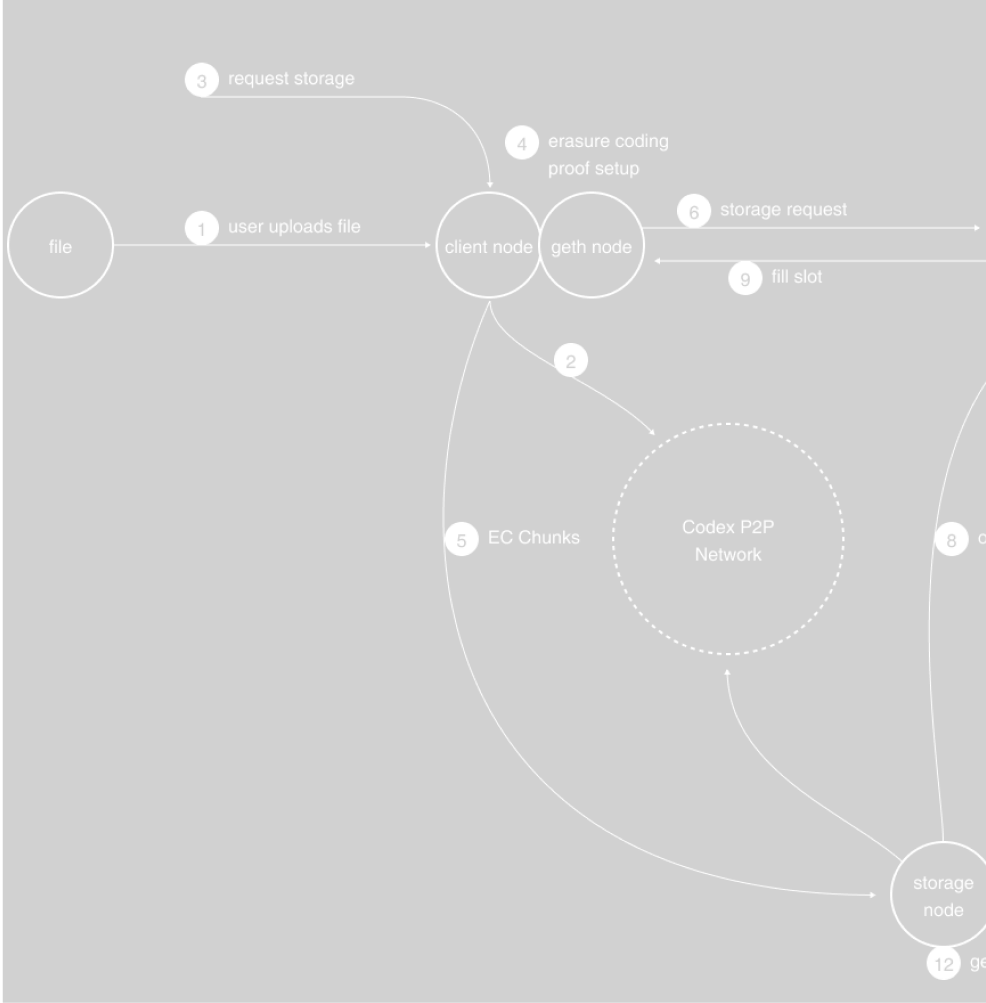 3 request storage
4 erasure coding
proof setup
1 user uploads file
6 storage request
file
client node
geth node
9 fill slot
2
5 EC Chunks
Codex P2P
Network
8
storage
node
12